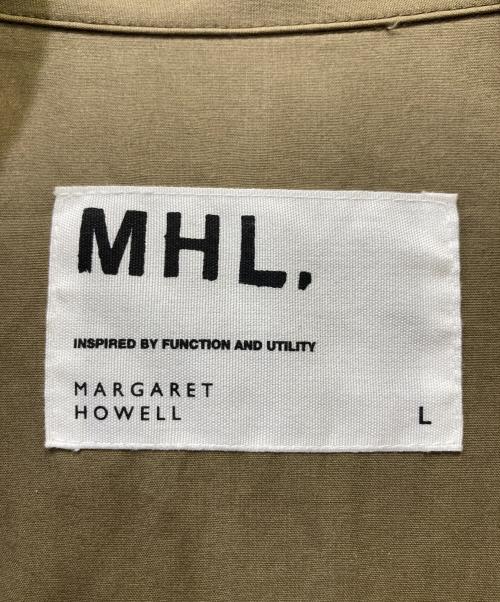 MHL,
INSPIRED BY FUNCTION AND UTILITY
MARGARET
HOWELL
L